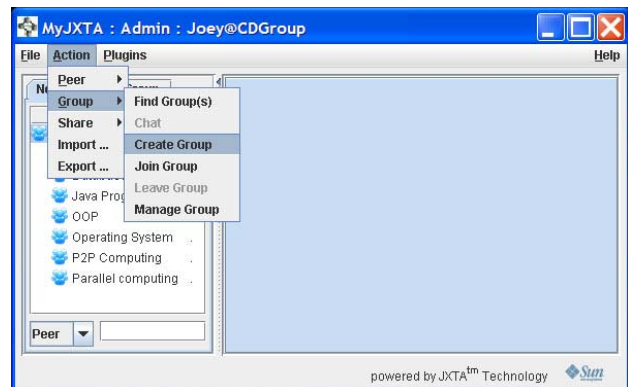 MyJXTA : Admin : Joey@CDGroup
File Action Plugins Help
Peer
Group
Share
Import ...
Export ...
Find Group(s)
Chat
Create Group
Join Group
Leave Group
Manage Group
Java Prog
OOP
Operating System .
P2P Computing .
Parallel computing .
Peer
powered by JXTAtm Technology Sun